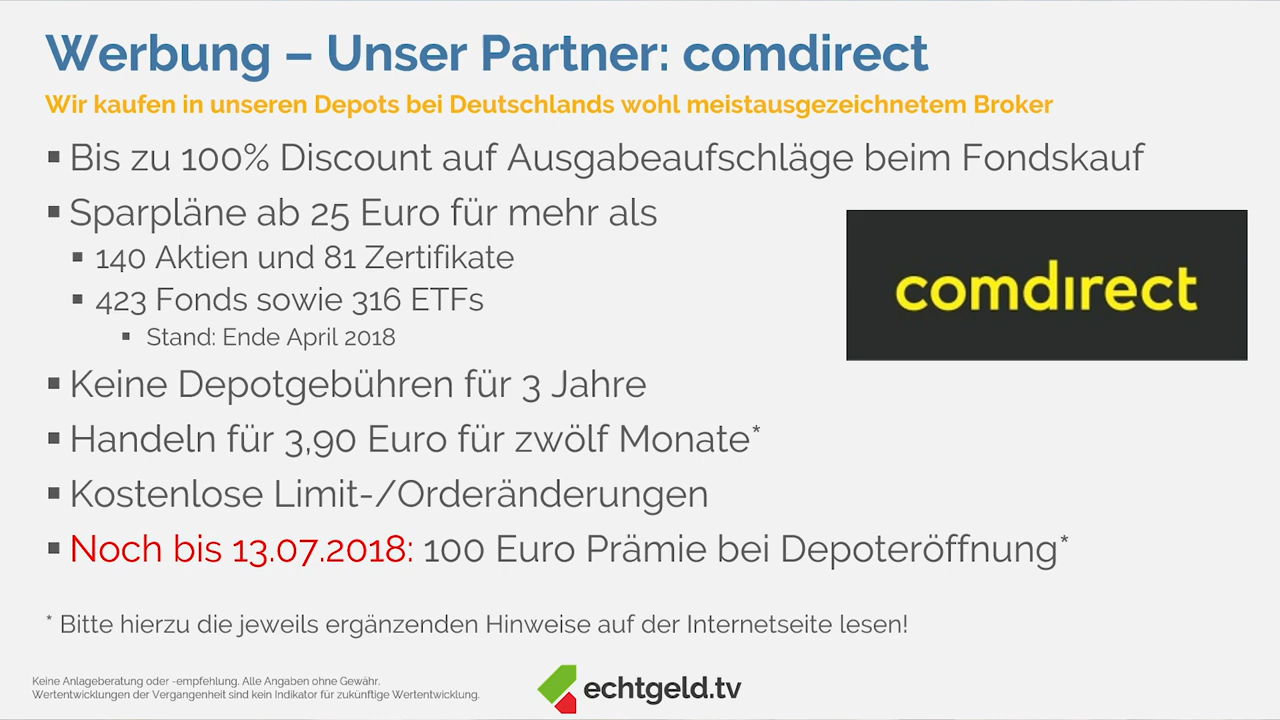 Werbung – Unser Partner: comdirect
Wir kaufen in unseren Depots bei Deutschlands wohl meistausgezeichnetem Broker
▪ Bis zu 100% Discount auf Ausgabeaufschläge beim Fondskauf
▪ Sparpläne ab 25 Euro für mehr als
▪ 140 Aktien und 81 Zertifikate
▪ 423 Fonds sowie 316 ETFs
▪ Stand: Ende April 2018
comdirect
▪ Keine Depotgebühren für 3 Jahre
▪ Handeln für 3,90 Euro für zwölf Monate*
▪ Kostenlose Limit-/Orderänderungen
▪ Noch bis 13.07.2018: 100 Euro Prämie bei Depoteröffnung*
* Bitte hierzu die jeweils ergänzenden Hinweise auf der Internetseite lesen!
Keine Anlageberatung oder -empfehlung. Alle Angaben ohne Gewähr.
Wertentwicklungen der Vergangenheit sind kein Indikator für zukünftige Wertentwicklung.
echtgeld.tv